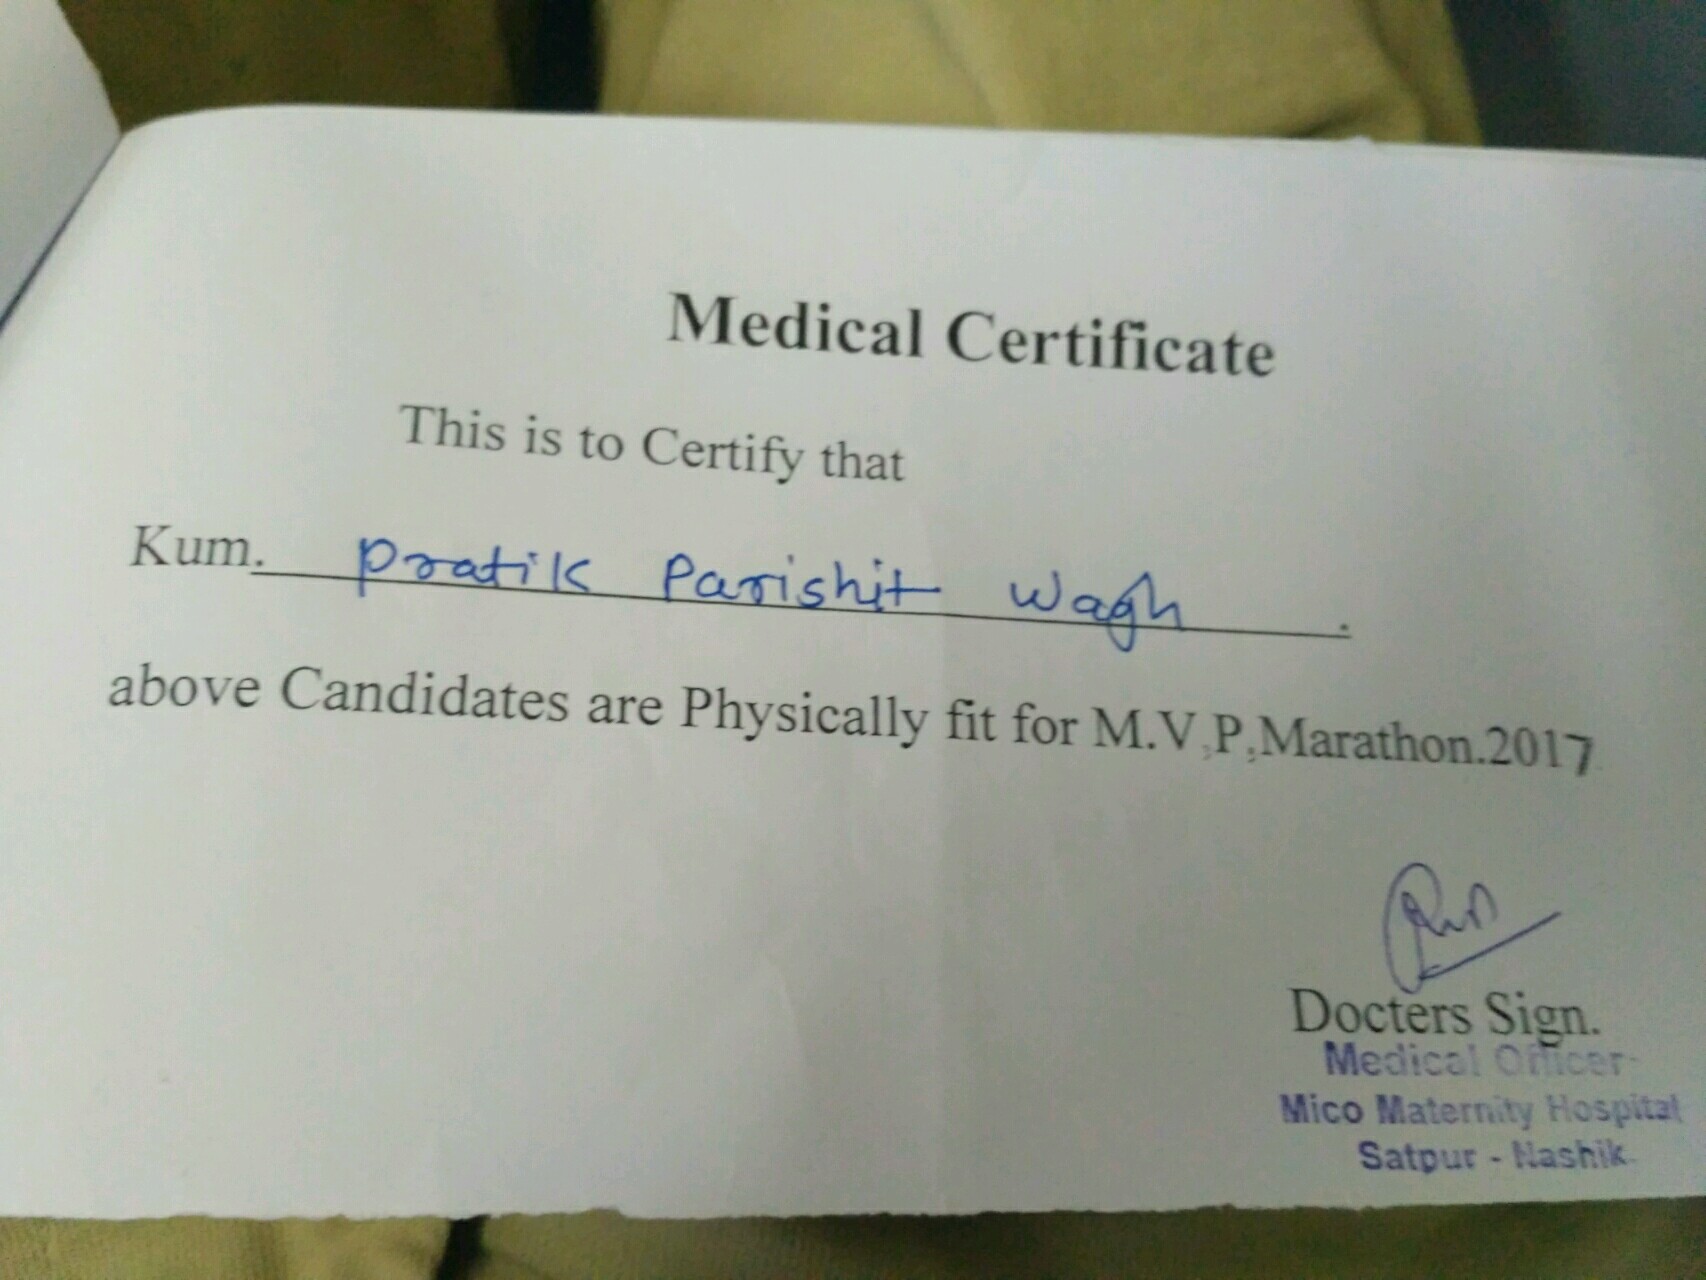 Medical Certificate
This is to Certify that
Kum. Pratik Parishit Wagh .
above Candidates are Physically fit for M.V,P,Marathon.2017
Docters Sign.
Medical Officer
Mico Maternity Hospital
Satpur - Nashik.